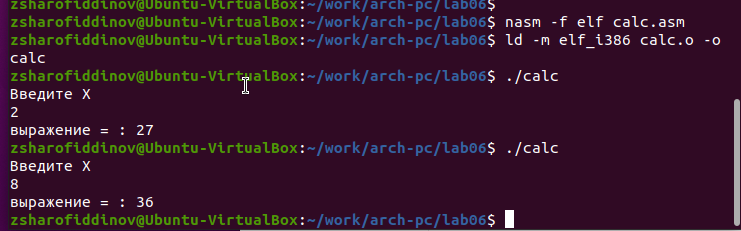 zsharofiddinov@Ubuntu-VirtualBox:~/work/arch-pc/lab06$
zsharofiddinov@Ubuntu-VirtualBox:~/work/arch-pc/lab06$ nasm -f elf calc.asm
zsharofiddinov@Ubuntu-VirtualBox:~/work/arch-pc/lab06$ ld -m elf_i386 calc.o -o
calc
zsharofiddinov@Ubuntu-VirtualBox:~/work/arch-pc/lab06$ ./calc
Введите X
2
выражение = : 27
zsharofiddinov@Ubuntu-VirtualBox:~/work/arch-pc/lab06$ ./calc
Введите X
8
выражение = : 36
zsharofiddinov@Ubuntu-VirtualBox:~/work/arch-pc/lab06$